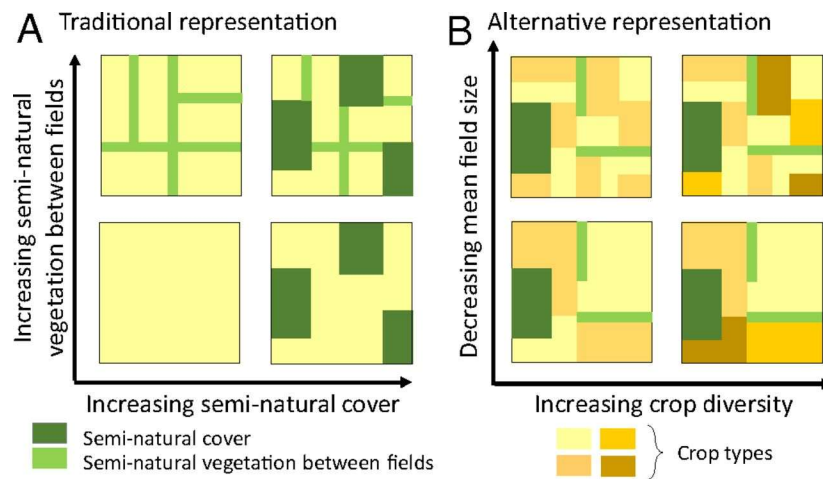 A Traditional representation
Increasing semi-natural
vegetation between fields
Increasing semi-natural cover
Semi-natural cover
Semi-natural vegetation between fields
B Alternative representation
Decreasing mean field size
Increasing crop diversity
Crop types